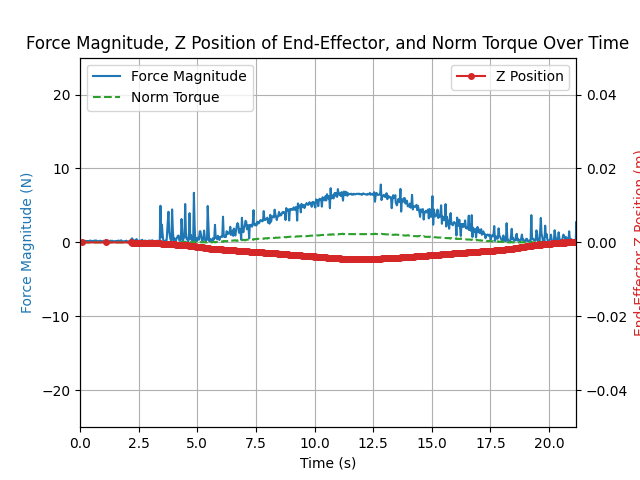 Force Magnitude, Z Position of End-Effector, and Norm Torque Over Time
Force Magnitude
Norm Torque
Z Position
20
10
0
−10
−20
Force Magnitude (N)
0.04
0.02
0.00
−0.02
−0.04
End-Effector Z Position (m)
0.0 2.5 5.0 7.5 10.0 12.5 15.0 17.5 20.0
Time (s)